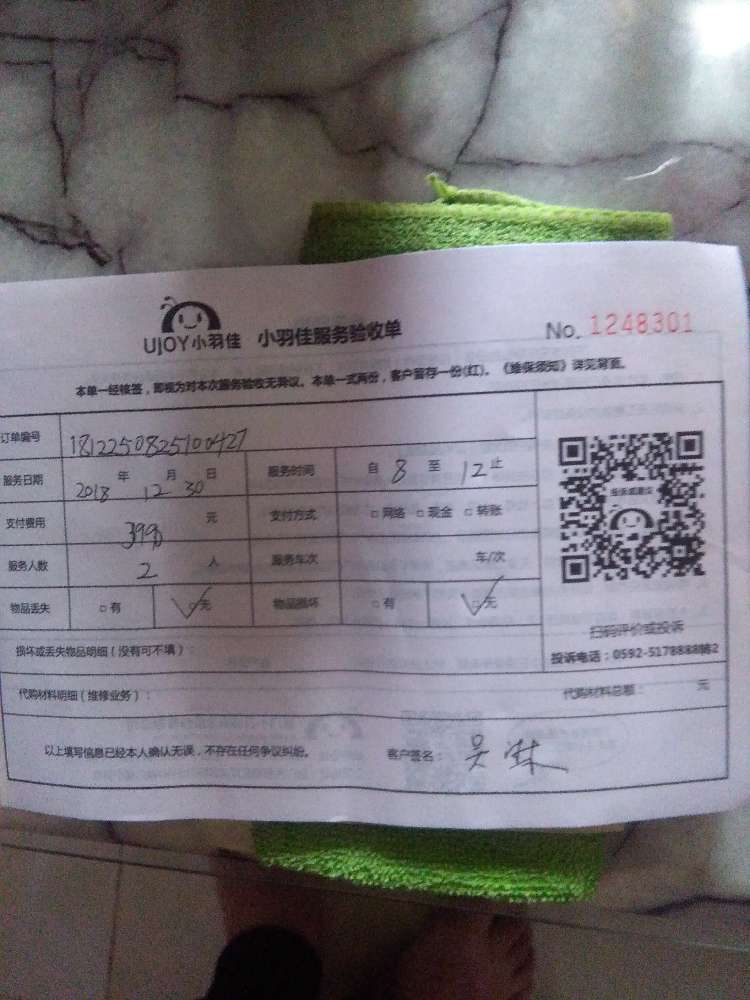 UJOY小羽佳 小羽佳服务验收单 No. 1248301
本单一经核签，即视为对本次服务验收无异议。本单一式两份，客户留存一份(红)。《维保须知》详见背面。
订单编号 1812250825100427
服务日期 2018 年 12 月 30 日 服务时间 自 8 至 12 止
支付费用 元 支付方式 □ 网络 □ 现金 □ 转账
服务人数 2 人 服务车次 车/次
物品丢失 □ 有 □ 无 物品损坏 □ 有 □ 无
扫码评价或投诉
投诉电话：0592-5178888转2
损坏或丢失物品明细（没有可不填）：
代购材料明细（维修业务）： 代购材料总额： 元
以上填写信息已经本人确认无误，不存在任何争议纠纷。 客户签名： 吴